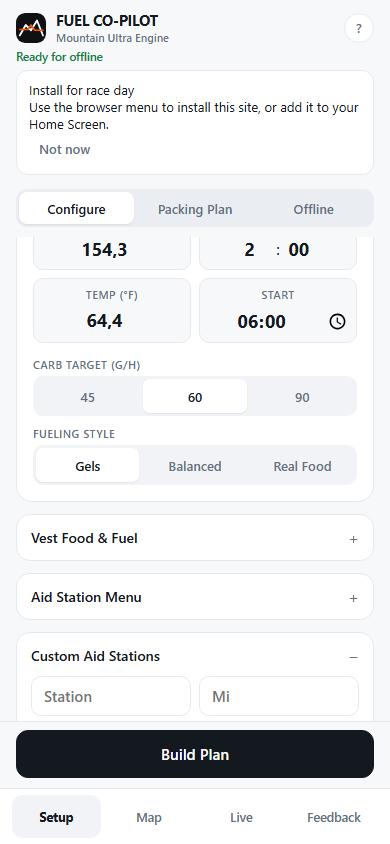 FUEL CO-PILOT
Mountain Ultra Engine
?
Ready for offline
Install for race day
Use the browser menu to install this site, or add it to your
Home Screen.
Not now
Configure Packing Plan Offline
154,3 2 : 00
TEMP (°F) START
64,4 06:00
CARB TARGET (G/H)
45 60 90
FUELING STYLE
Gels Balanced Real Food
Vest Food & Fuel +
Aid Station Menu +
Custom Aid Stations −
Station Mi
Build Plan
Setup Map Live Feedback